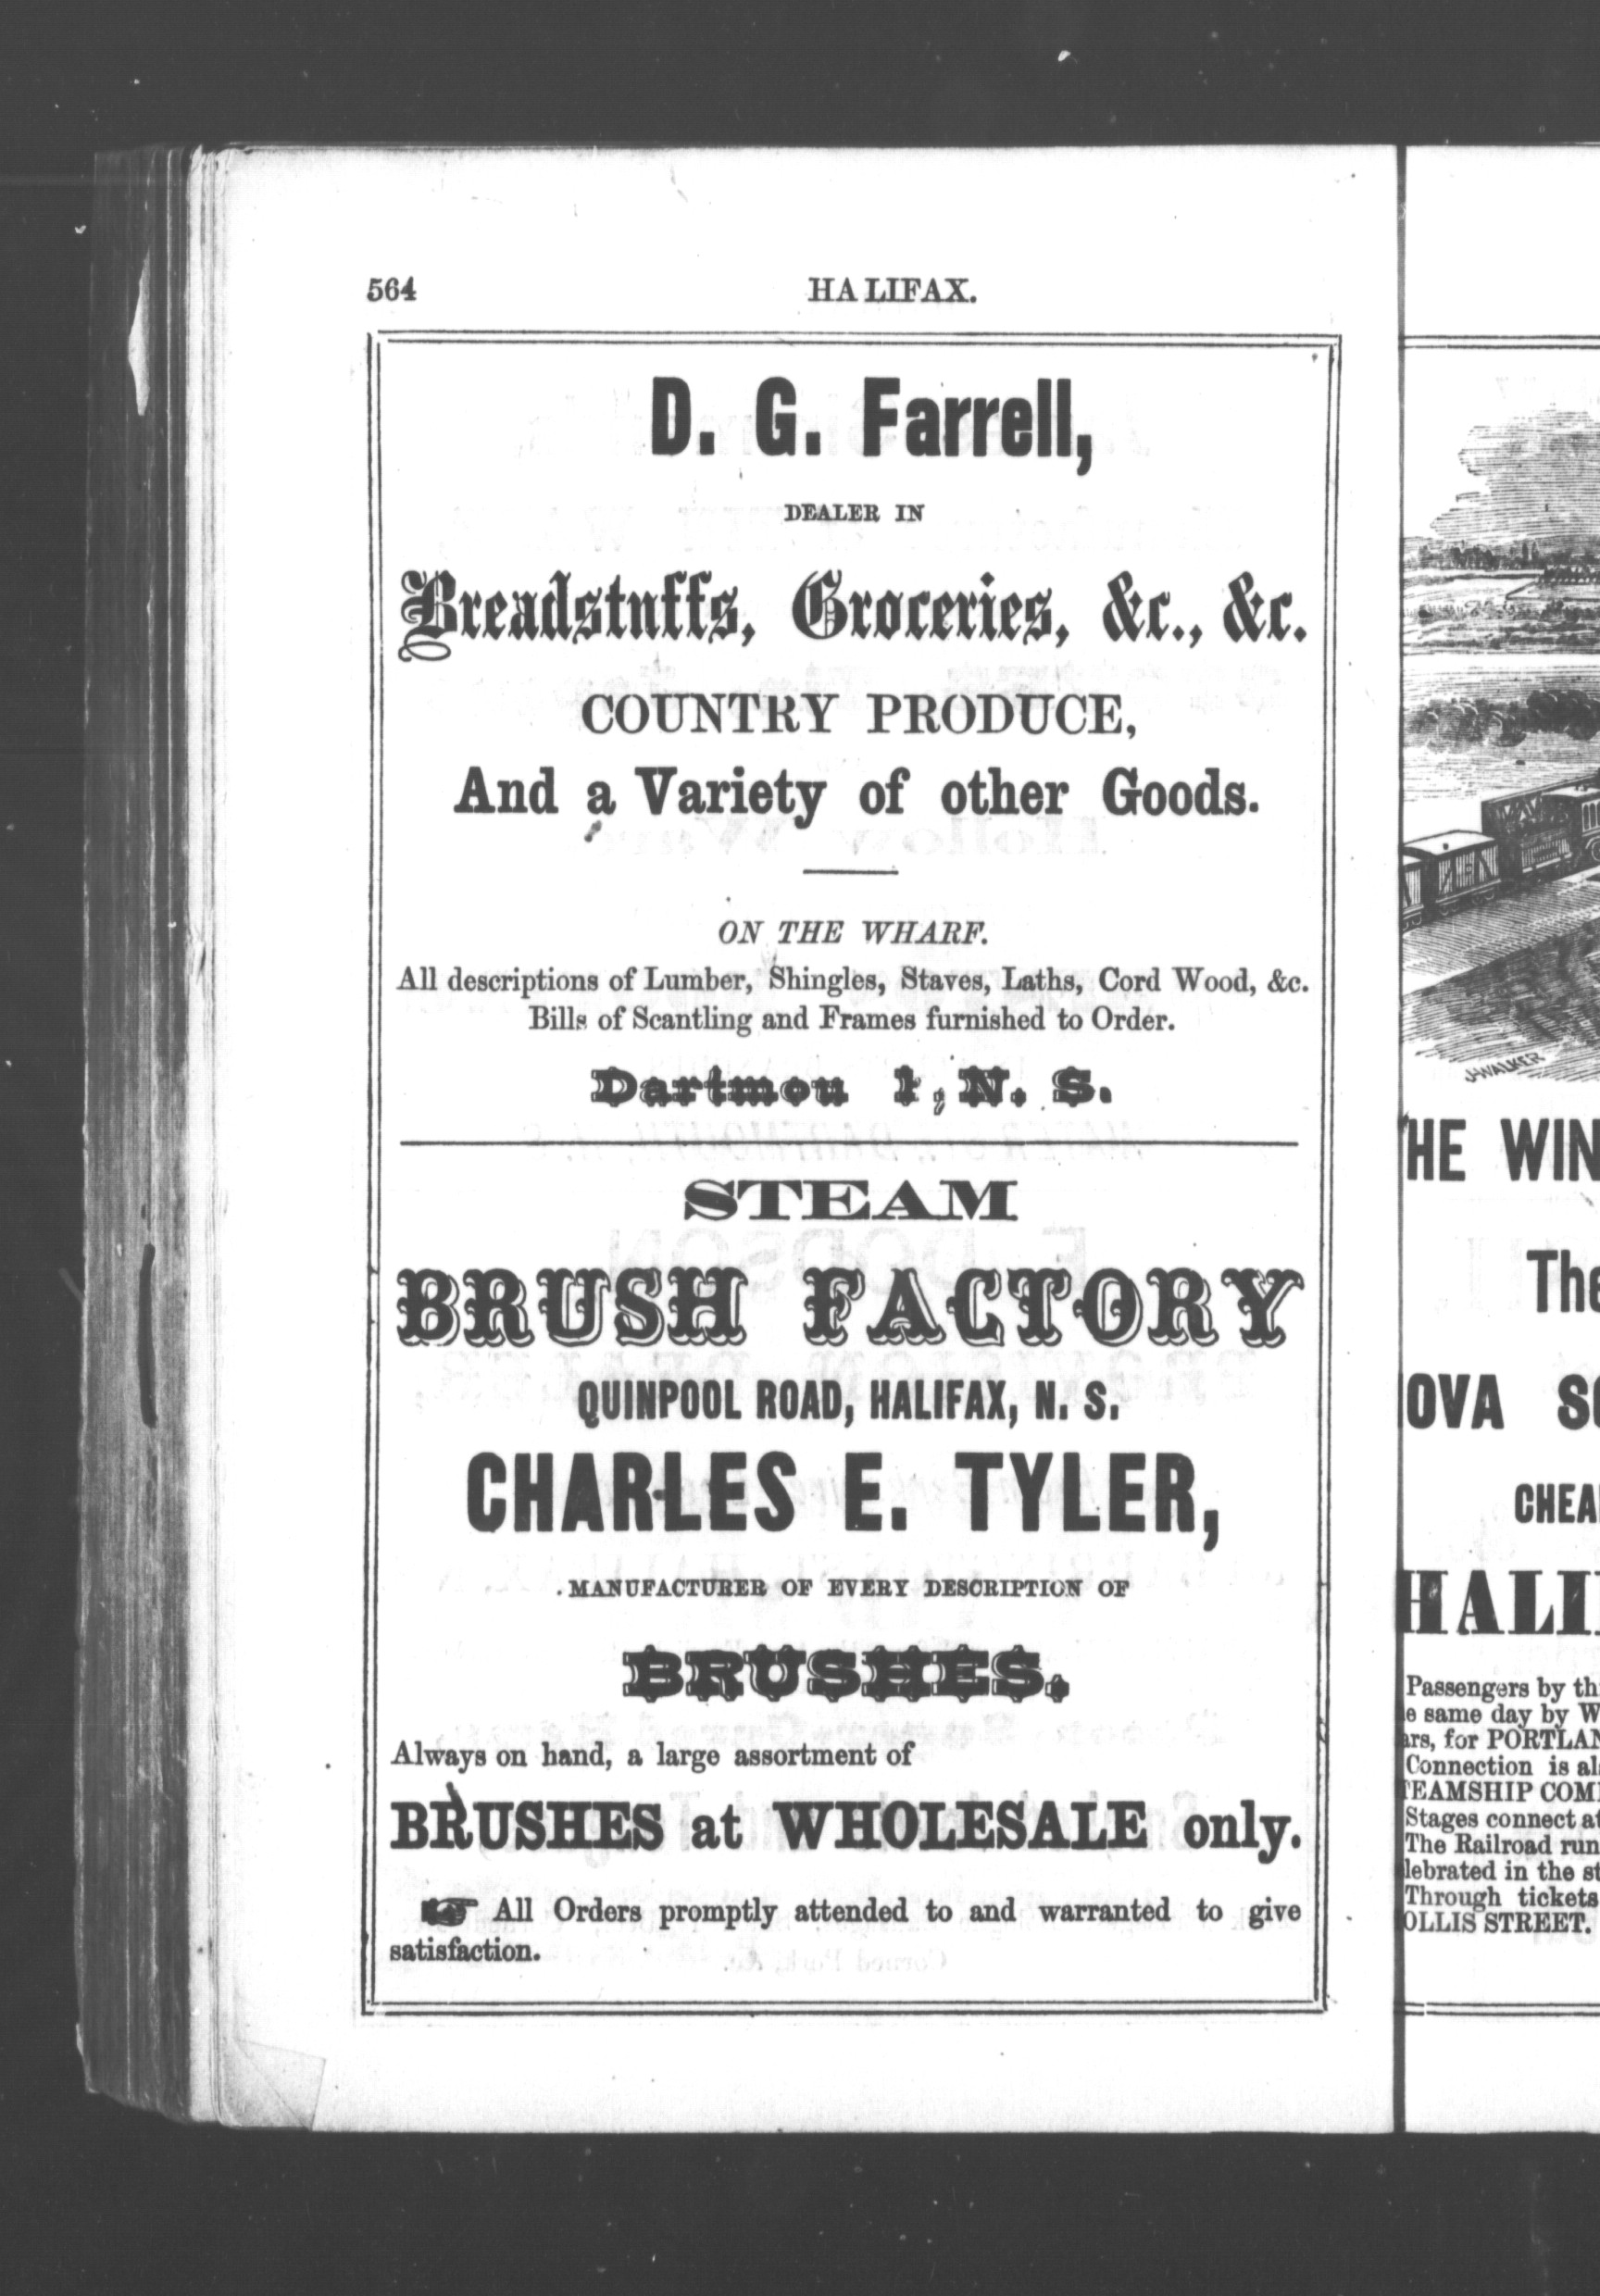 564 HALIFAX.
D. G. Farrell,
DEALER IN
Breadstuffs, Groceries, &c., &c.
COUNTRY PRODUCE,
And a Variety of other Goods.
ON THE WHARF.
All descriptions of Lumber, Shingles, Staves, Laths, Cord Wood, &c.
Bills of Scantling and Frames furnished to Order.
Dartmou N. S.
STEAM
BRUSH FACTORY
QUINPOOL ROAD, HALIFAX, N. S.
CHARLES E. TYLER,
MANUFACTURER OF EVERY DESCRIPTION OF
BRUSHES.
Always on hand, a large assortment of
BRUSHES at WHOLESALE only.
☞ All Orders promptly attended to and warranted to give
satisfaction.
J. WALKER
HE WIN
The
OVA SC
CHEA
HALI
Passengers by th
e same day by W
ars, for PORTLAN
Connection is al
TEAMSHIP COM
Stages connect at
The Railroad run
lebrated in the st
Through tickets
OLLIS STREET.